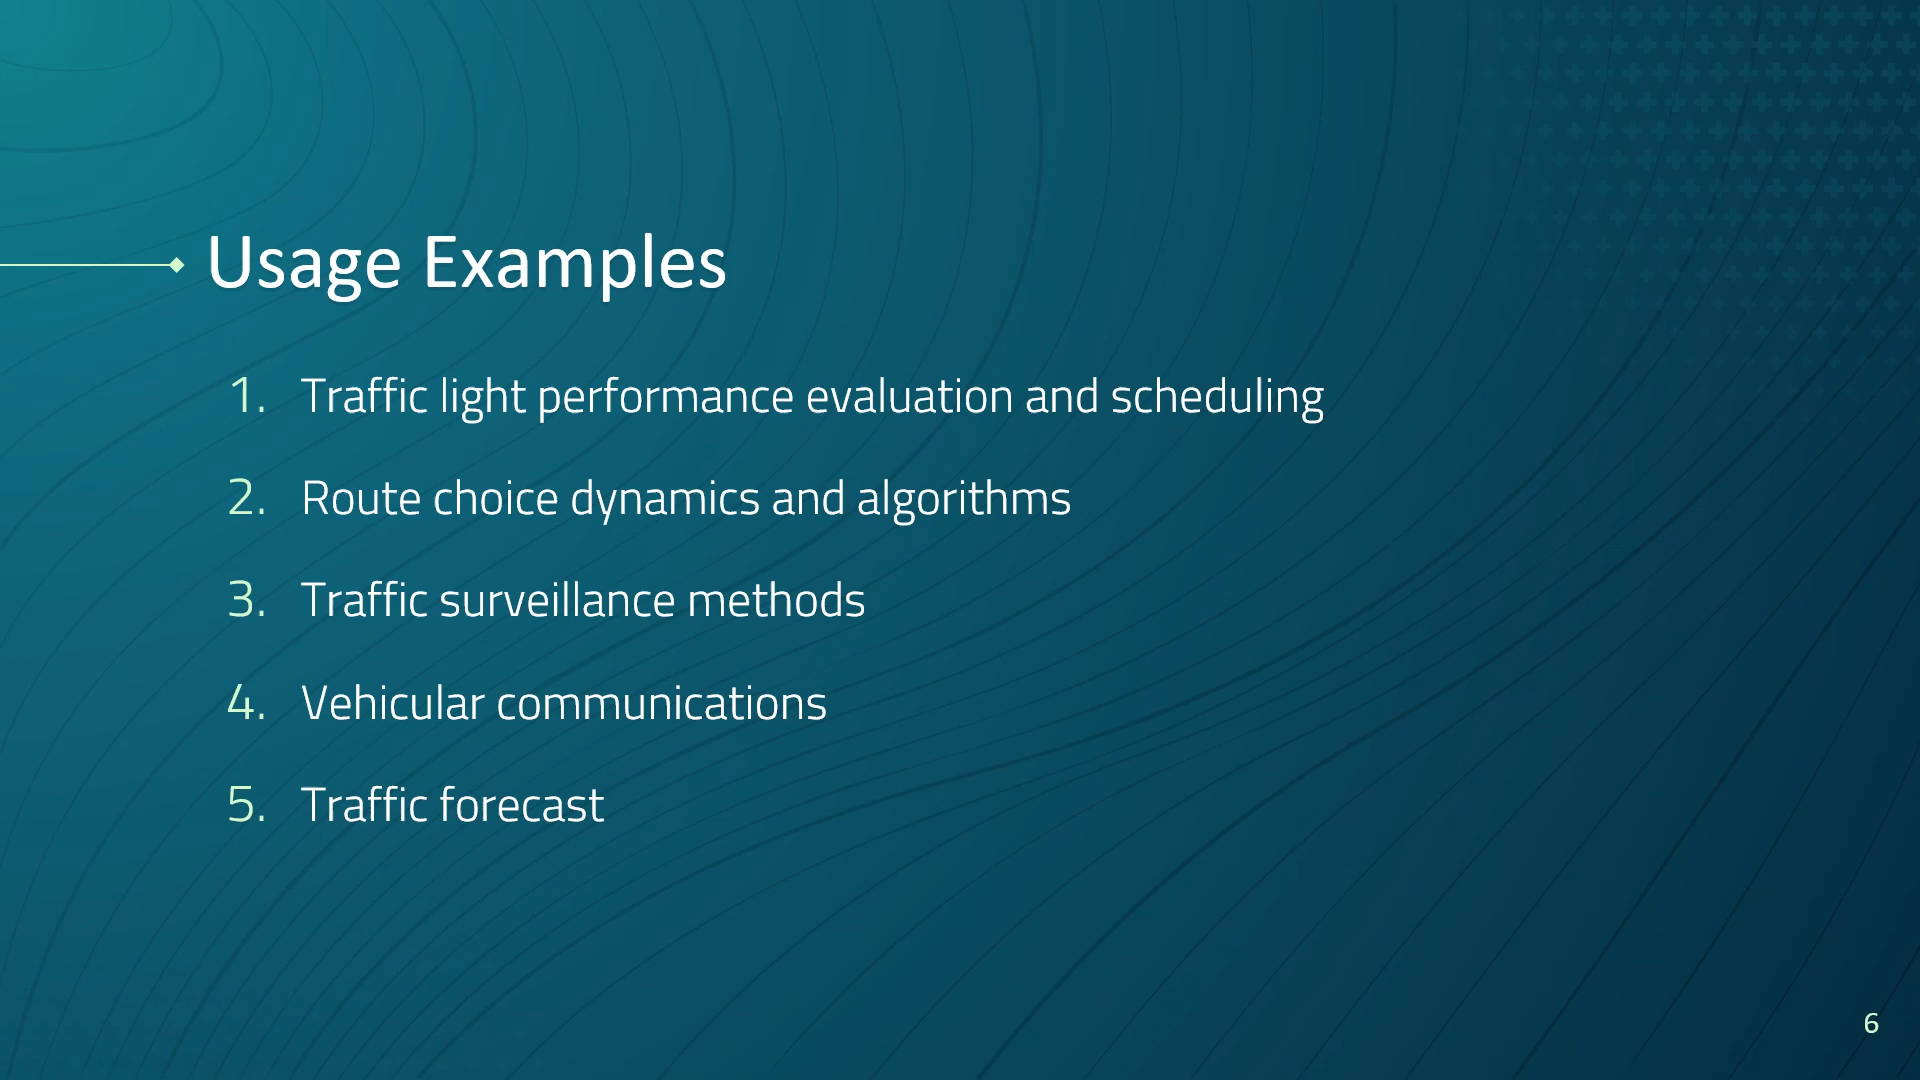 Usage Examples
1. Traffic light performance evaluation and scheduling
2. Route choice dynamics and algorithms
3. Traffic surveillance methods
4. Vehicular communications
5. Traffic forecast
6